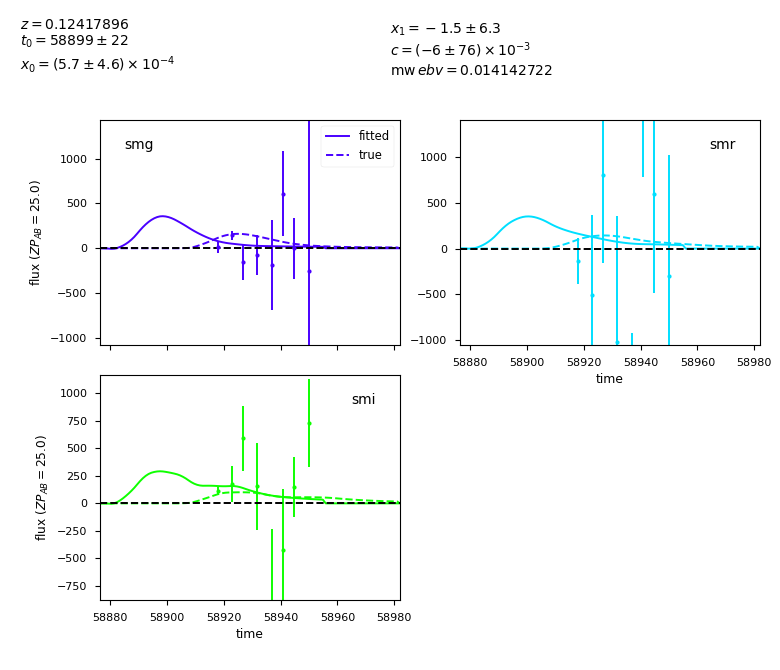 z = 0.12417896
t₀ = 58899 ± 22
x₀ = (5.7 ± 4.6) × 10⁻⁴
x₁ = −1.5 ± 6.3
c = (−6 ± 76) × 10⁻³
mw ebv = 0.014142722
smg
fitted
true
1000
500
0
−500
−1000
flux (ZP_AB = 25.0)
smr
1000
500
0
−500
−1000
58880 58900 58920 58940 58960 58980
time
smi
1000
750
500
250
0
−250
−500
−750
flux (ZP_AB = 25.0)
58880 58900 58920 58940 58960 58980
time